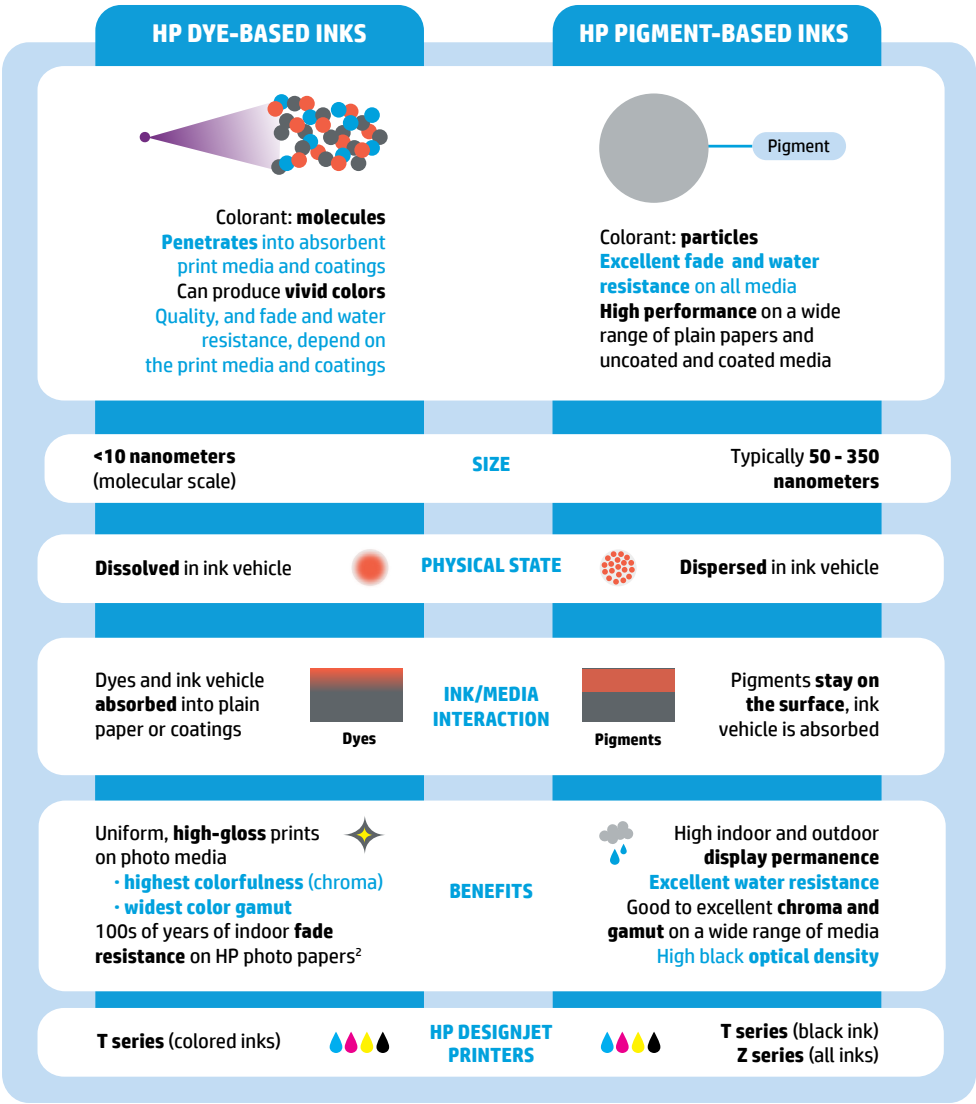 HP DYE-BASED INKS
HP PIGMENT-BASED INKS
Colorant: molecules
Penetrates into absorbent
print media and coatings
Can produce vivid colors
Quality, and fade and water
resistance, depend on
the print media and coatings
Pigment
Colorant: particles
Excellent fade and water
resistance on all media
High performance on a wide
range of plain papers and
uncoated and coated media
<10 nanometers
(molecular scale)
SIZE
Typically 50 - 350
nanometers
Dissolved in ink vehicle
PHYSICAL STATE
Dispersed in ink vehicle
Dyes and ink vehicle
absorbed into plain
paper or coatings
Dyes
INK/MEDIA
INTERACTION
Pigments
Pigments stay on
the surface, ink
vehicle is absorbed
Uniform, high-gloss prints
on photo media
· highest colorfulness (chroma)
· widest color gamut
100s of years of indoor fade
resistance on HP photo papers²
BENEFITS
High indoor and outdoor
display permanence
Excellent water resistance
Good to excellent chroma and
gamut on a wide range of media
High black optical density
T series (colored inks)
HP DESIGNJET
PRINTERS
T series (black ink)
Z series (all inks)